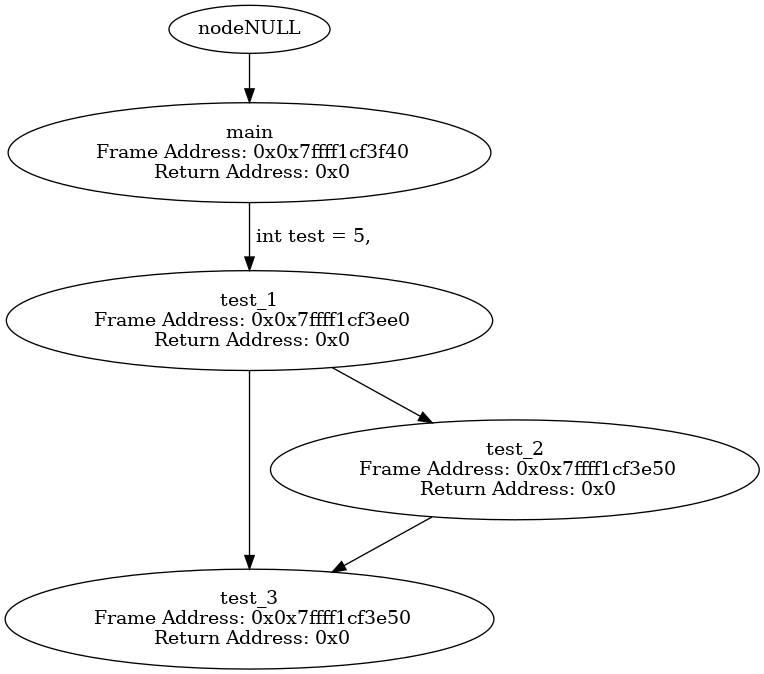 nodeNULL
main
Frame Address: 0x0x7ffff1cf3f40
Return Address: 0x0
int test = 5,
test_1
Frame Address: 0x0x7ffff1cf3ee0
Return Address: 0x0
test_2
Frame Address: 0x0x7ffff1cf3e50
Return Address: 0x0
test_3
Frame Address: 0x0x7ffff1cf3e50
Return Address: 0x0